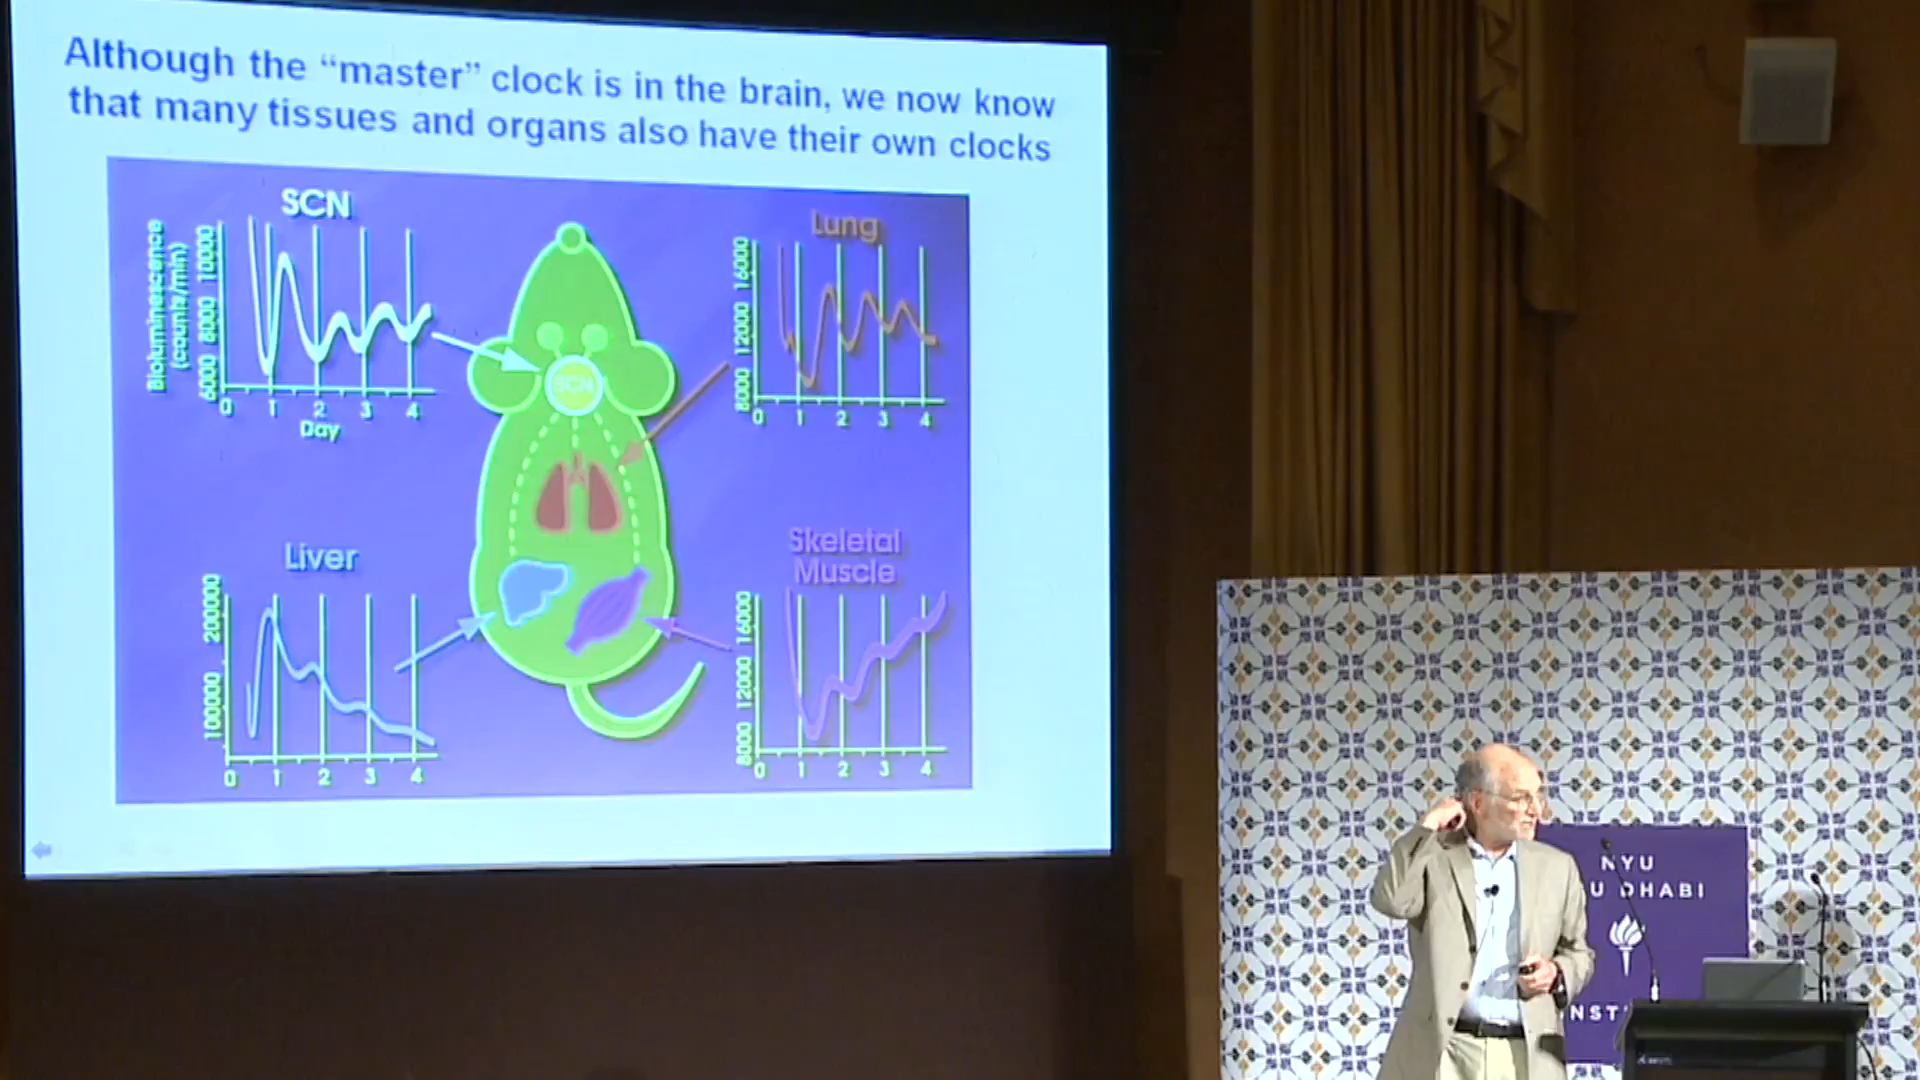 Although the “master” clock is in the brain, we now know
that many tissues and organs also have their own clocks
SCN
Bioluminescence
(counts/min)
6000 8000 10000
0 1 2 3 4
Day
SCN
Lung
8000 12000 16000
0 1 2 3 4
Liver
100000 200000
0 1 2 3 4
Skeletal
Muscle
8000 12000 16000
0 1 2 3 4
NYU
U DHABI
NST